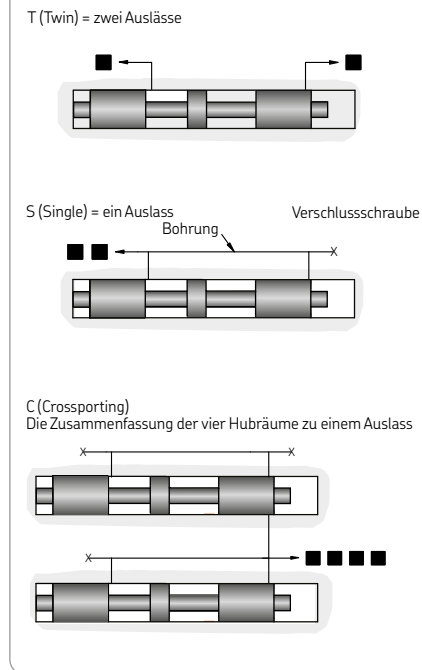 T (Twin) = zwei Auslässe
S (Single) = ein Auslass
Verschlussschraube
Bohrung
X
C (Crossporting)
Die Zusammenfassung der vier Hubräume zu einem Auslass
X X
X